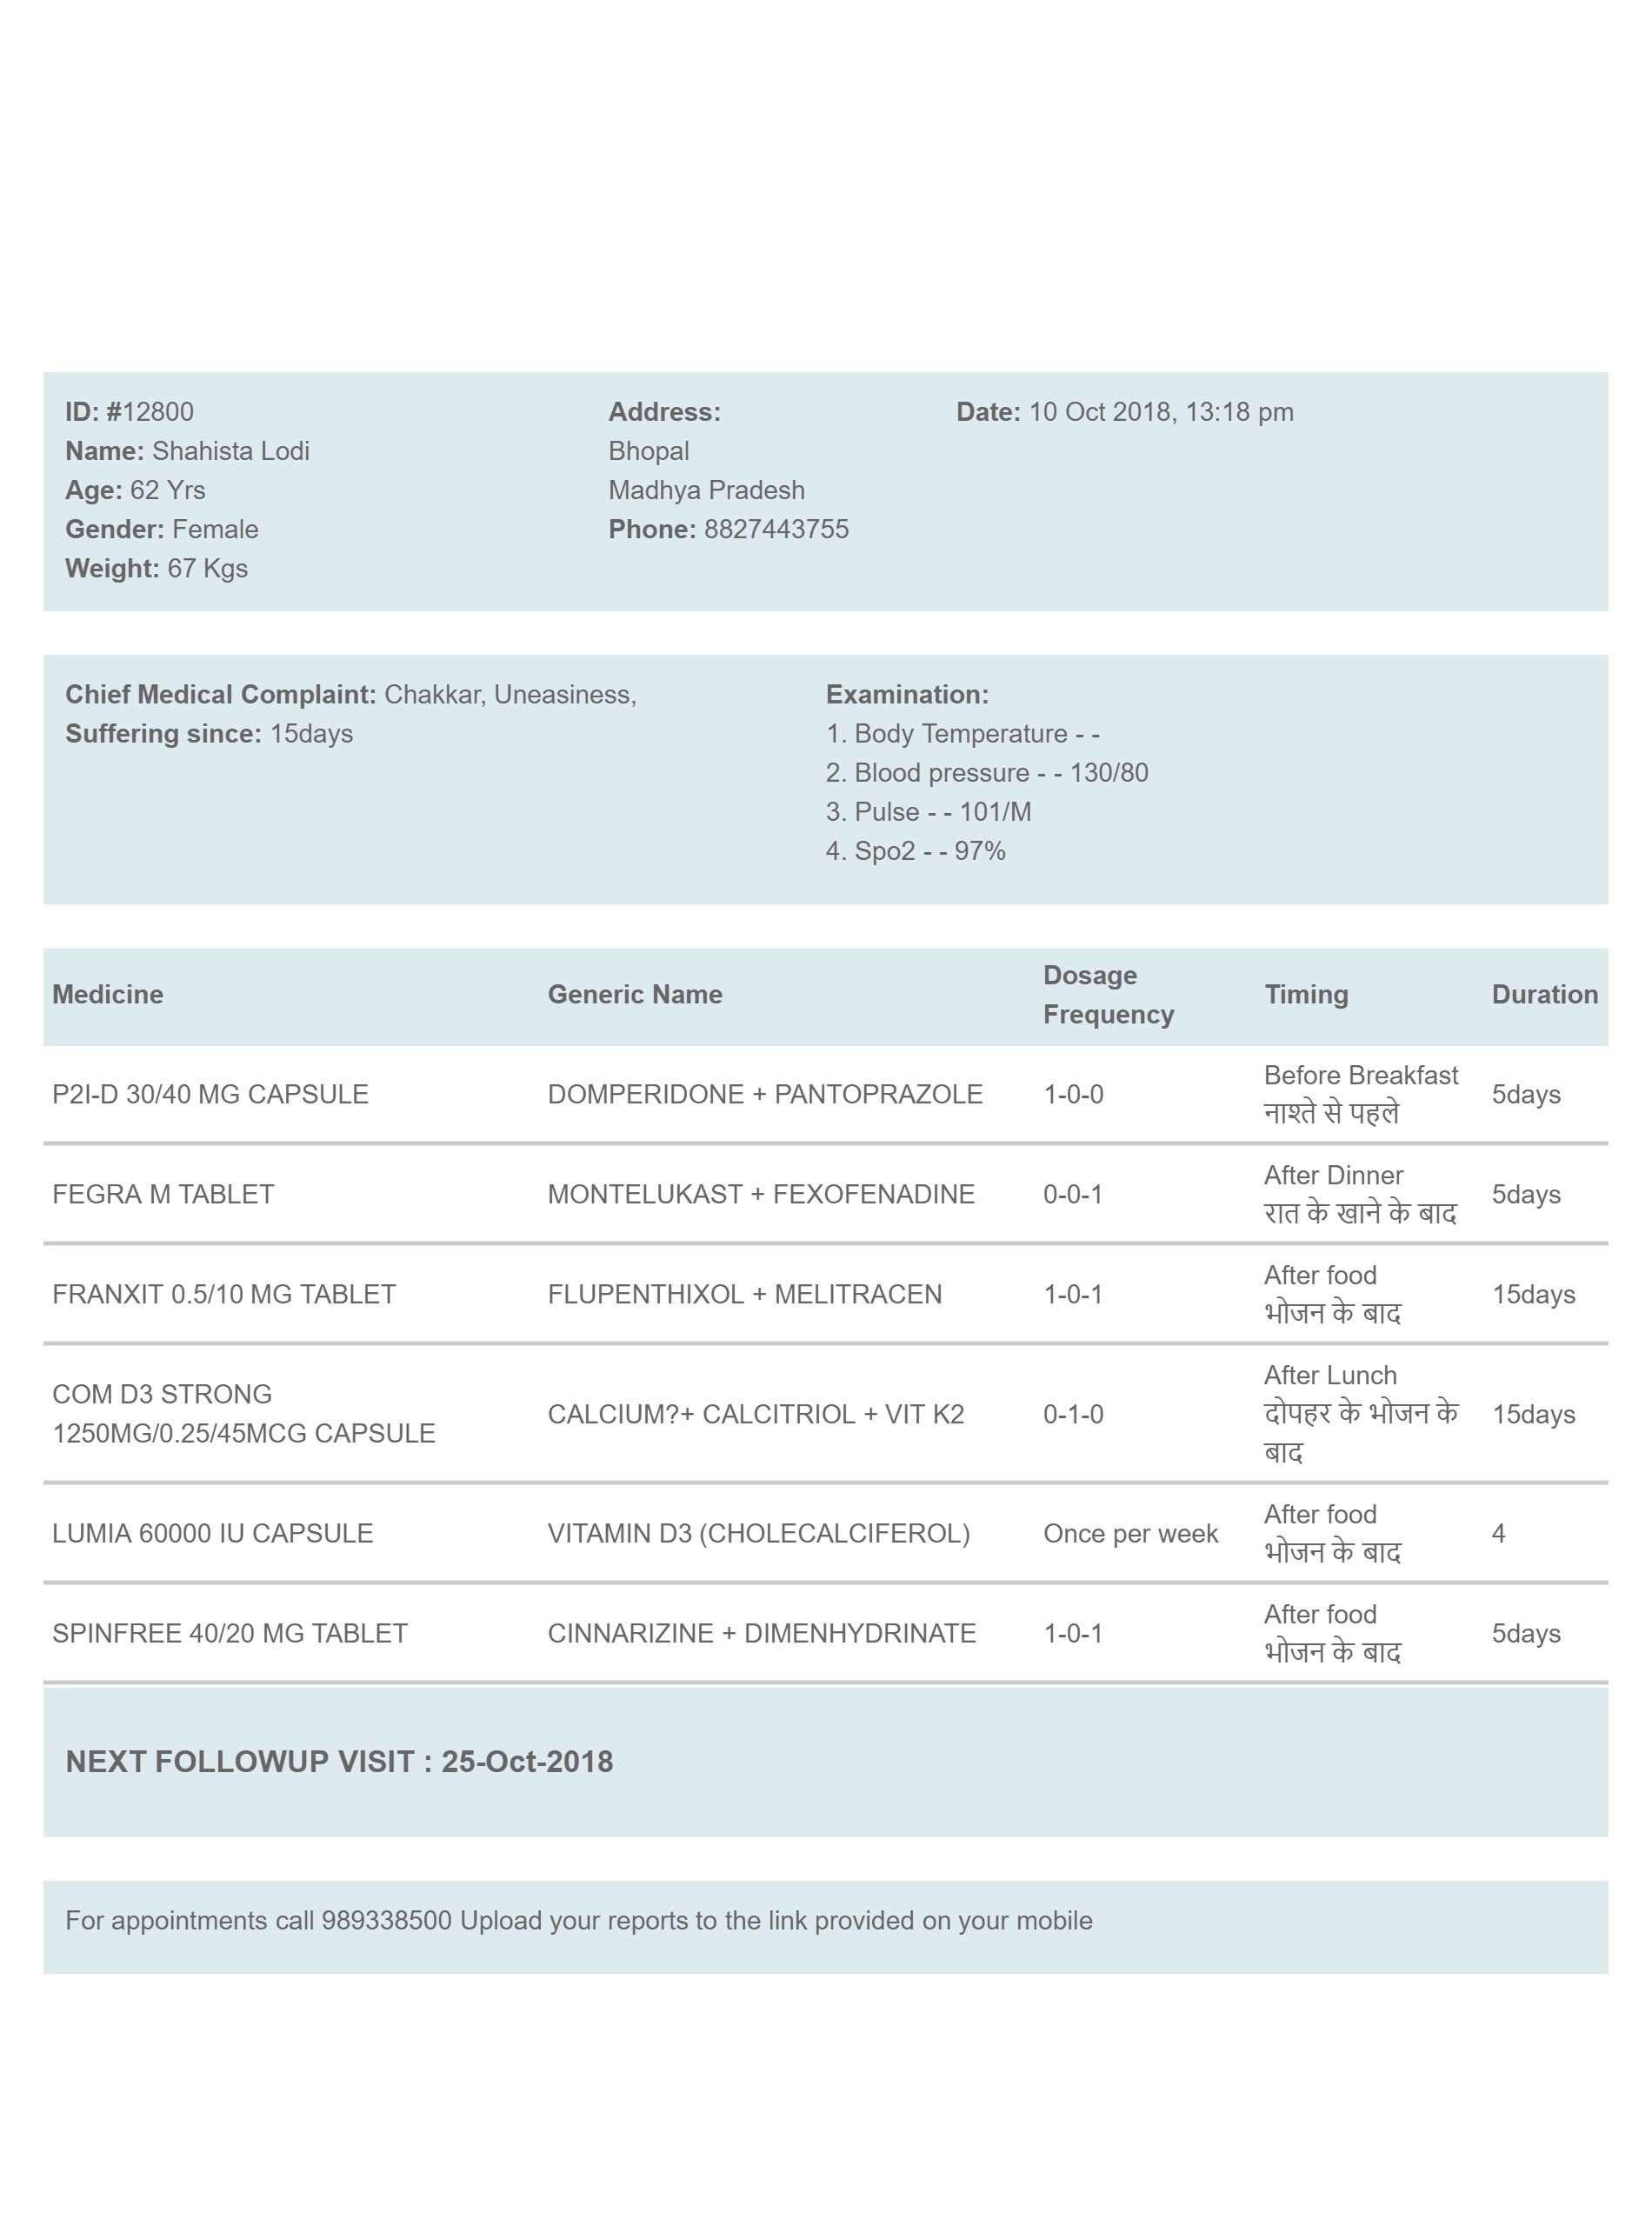 ID: #12800
Name: Shahista Lodi
Age: 62 Yrs
Gender: Female
Weight: 67 Kgs
Address:
Bhopal
Madhya Pradesh
Phone: 8827443755
Date: 10 Oct 2018, 13:18 pm
Chief Medical Complaint: Chakkar, Uneasiness,
Suffering since: 15days
Examination:
1. Body Temperature - -
2. Blood pressure - - 130/80
3. Pulse - - 101/M
4. Spo2 - - 97%
Medicine Generic Name Dosage Frequency Timing Duration
P2I-D 30/40 MG CAPSULE DOMPERIDONE + PANTOPRAZOLE 1-0-0 Before Breakfast नाश्ते से पहले 5days
FEGRA M TABLET MONTELUKAST + FEXOFENADINE 0-0-1 After Dinner रात के खाने के बाद 5days
FRANXIT 0.5/10 MG TABLET FLUPENTHIXOL + MELITRACEN 1-0-1 After food भोजन के बाद 15days
COM D3 STRONG 1250MG/0.25/45MCG CAPSULE CALCIUM?+ CALCITRIOL + VIT K2 0-1-0 After Lunch दोपहर के भोजन के बाद 15days
LUMIA 60000 IU CAPSULE VITAMIN D3 (CHOLECALCIFEROL) Once per week After food भोजन के बाद 4
SPINFREE 40/20 MG TABLET CINNARIZINE + DIMENHYDRINATE 1-0-1 After food भोजन के बाद 5days
NEXT FOLLOWUP VISIT : 25-Oct-2018
For appointments call 989338500 Upload your reports to the link provided on your mobile